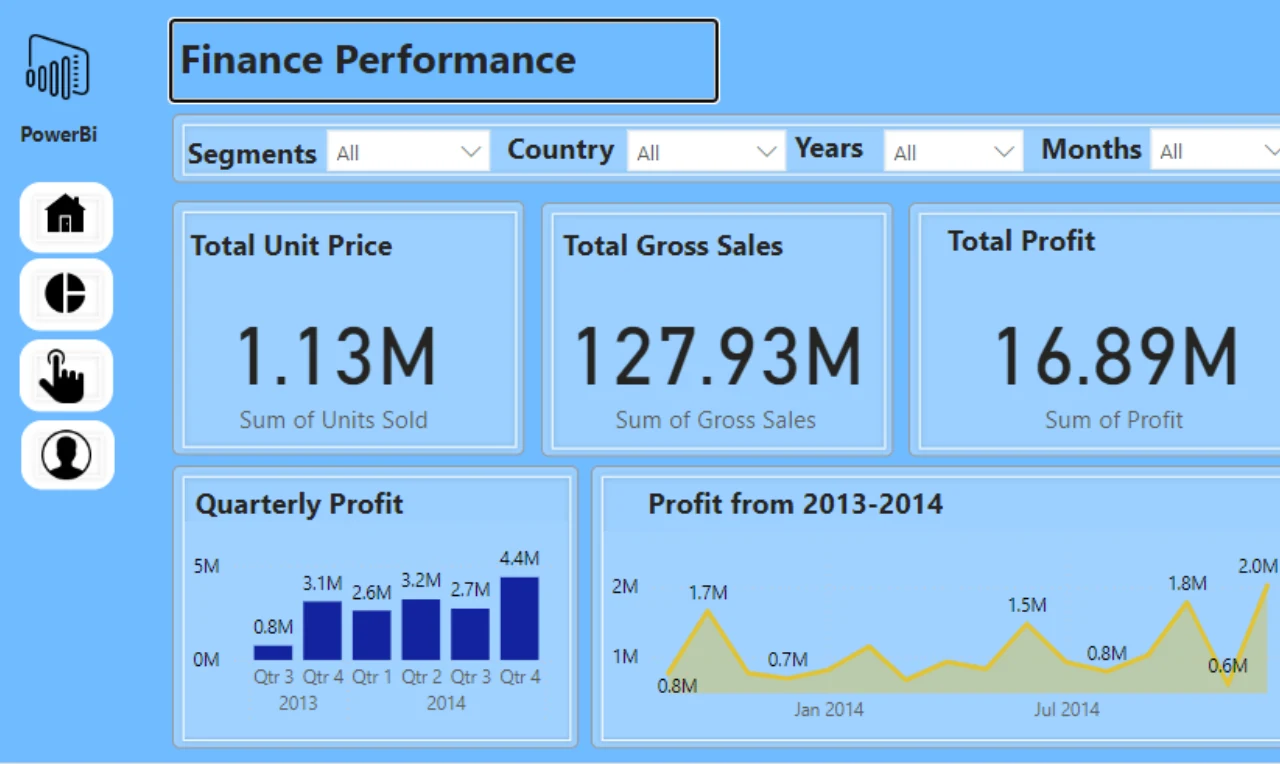 Finance Performance
PowerBi
Segments All Country All Years All Months All
Total Unit Price
1.13M
Sum of Units Sold
Total Gross Sales
127.93M
Sum of Gross Sales
Total Profit
16.89M
Sum of Profit
Quarterly Profit
5M
0M
0.8M 3.1M 2.6M 3.2M 2.7M 4.4M
Qtr 3 Qtr 4 Qtr 1 Qtr 2 Qtr 3 Qtr 4
2013 2014
Profit from 2013-2014
2M
1M
0.8M 1.7M 0.7M 1.5M 0.8M 1.8M 0.6M 2.0M
Jan 2014 Jul 2014